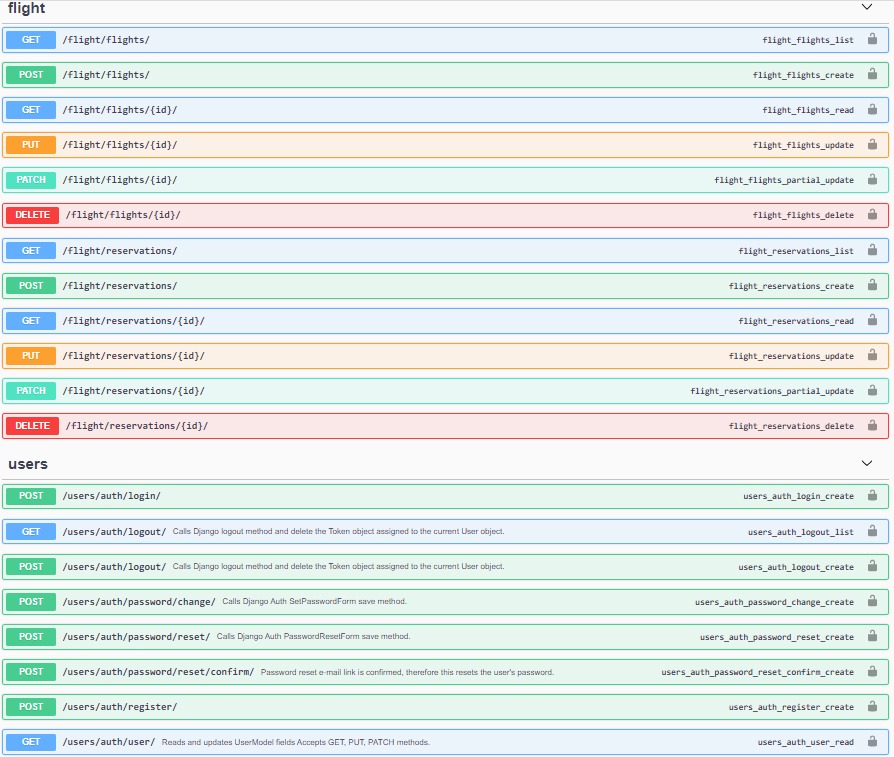 flight
GET /flight/flights/ flight_flights_list
POST /flight/flights/ flight_flights_create
GET /flight/flights/{id}/ flight_flights_read
PUT /flight/flights/{id}/ flight_flights_update
PATCH /flight/flights/{id}/ flight_flights_partial_update
DELETE /flight/flights/{id}/ flight_flights_delete
GET /flight/reservations/ flight_reservations_list
POST /flight/reservations/ flight_reservations_create
GET /flight/reservations/{id}/ flight_reservations_read
PUT /flight/reservations/{id}/ flight_reservations_update
PATCH /flight/reservations/{id}/ flight_reservations_partial_update
DELETE /flight/reservations/{id}/ flight_reservations_delete
users
POST /users/auth/login/ users_auth_login_create
GET /users/auth/logout/ Calls Django logout method and delete the Token object assigned to the current User object. users_auth_logout_list
POST /users/auth/logout/ Calls Django logout method and delete the Token object assigned to the current User object. users_auth_logout_create
POST /users/auth/password/change/ Calls Django Auth SetPasswordForm save method. users_auth_password_change_create
POST /users/auth/password/reset/ Calls Django Auth PasswordResetForm save method. users_auth_password_reset_create
POST /users/auth/password/reset/confirm/ Password reset e-mail link is confirmed, therefore this resets the user's password. users_auth_password_reset_confirm_create
POST /users/auth/register/ users_auth_register_create
GET /users/auth/user/ Reads and updates UserModel fields Accepts GET, PUT, PATCH methods. users_auth_user_read